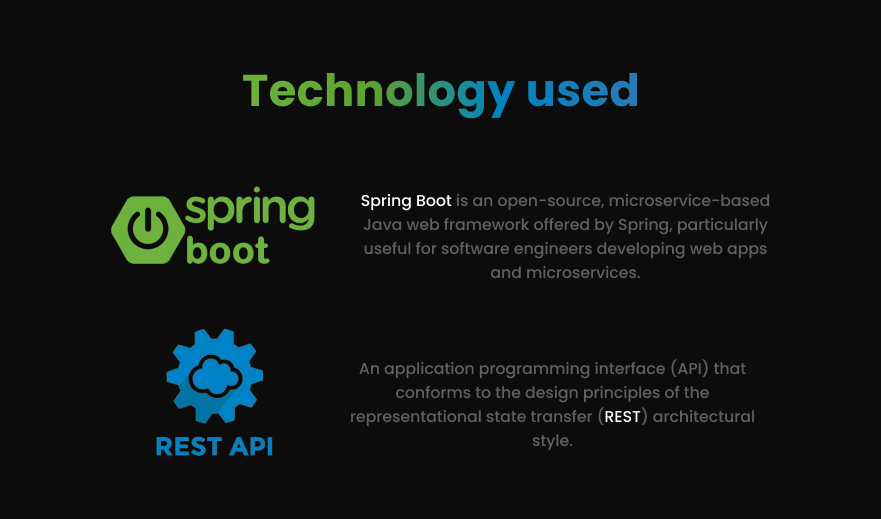 Technology used
spring
boot
Spring Boot is an open-source, microservice-based
Java web framework offered by Spring, particularly
useful for software engineers developing web apps
and microservices.
REST API
An application programming interface (API) that
conforms to the design principles of the
representational state transfer (REST) architectural
style.